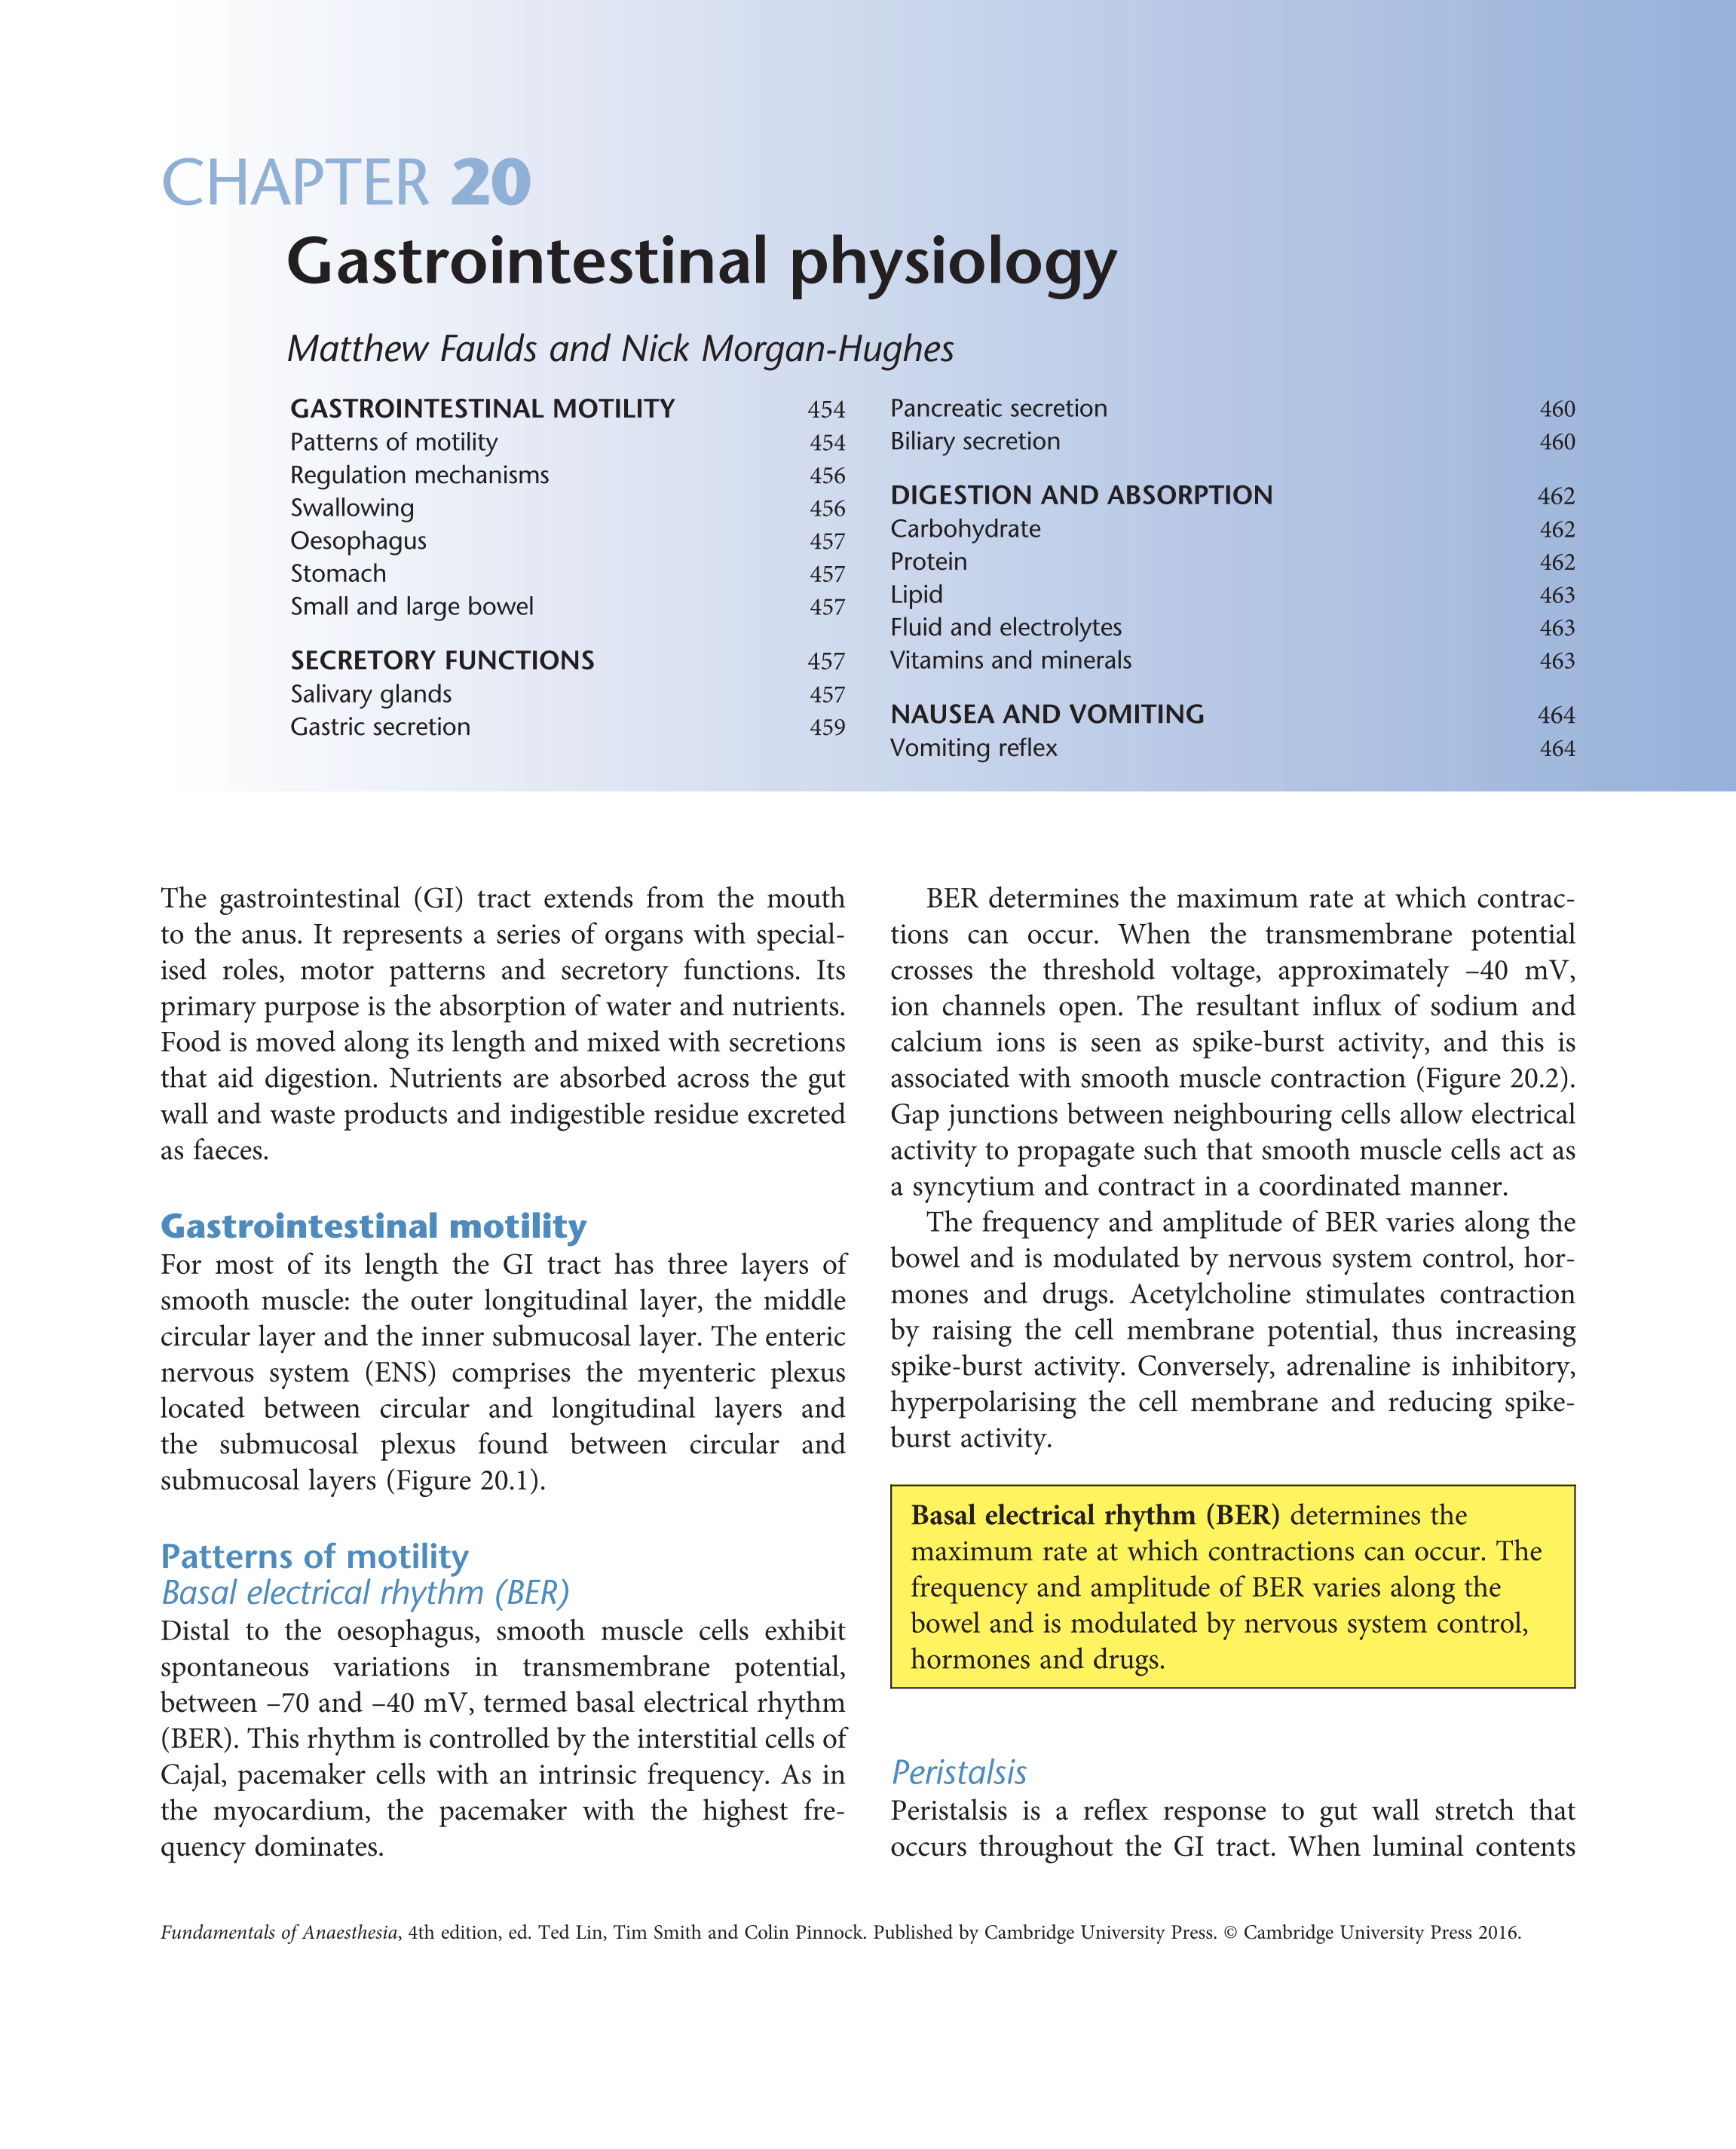 CHAPTER 20
Gastrointestinal physiology
Matthew Faulds and Nick Morgan-Hughes
GASTROINTESTINAL MOTILITY 454
Patterns of motility 454
Regulation mechanisms 456
Swallowing 456
Oesophagus 457
Stomach 457
Small and large bowel 457
SECRETORY FUNCTIONS 457
Salivary glands 457
Gastric secretion 459
Pancreatic secretion 460
Biliary secretion 460
DIGESTION AND ABSORPTION 462
Carbohydrate 462
Protein 462
Lipid 463
Fluid and electrolytes 463
Vitamins and minerals 463
NAUSEA AND VOMITING 464
Vomiting reflex 464
The gastrointestinal (GI) tract extends from the mouth
to the anus. It represents a series of organs with special-
ised roles, motor patterns and secretory functions. Its
primary purpose is the absorption of water and nutrients.
Food is moved along its length and mixed with secretions
that aid digestion. Nutrients are absorbed across the gut
wall and waste products and indigestible residue excreted
as faeces.
Gastrointestinal motility
For most of its length the GI tract has three layers of
smooth muscle: the outer longitudinal layer, the middle
circular layer and the inner submucosal layer. The enteric
nervous system (ENS) comprises the myenteric plexus
located between circular and longitudinal layers and
the submucosal plexus found between circular and
submucosal layers (Figure 20.1).
Patterns of motility
Basal electrical rhythm (BER)
Distal to the oesophagus, smooth muscle cells exhibit
spontaneous variations in transmembrane potential,
between –70 and –40 mV, termed basal electrical rhythm
(BER). This rhythm is controlled by the interstitial cells of
Cajal, pacemaker cells with an intrinsic frequency. As in
the myocardium, the pacemaker with the highest fre-
quency dominates.
BER determines the maximum rate at which contrac-
tions can occur. When the transmembrane potential
crosses the threshold voltage, approximately –40 mV,
ion channels open. The resultant influx of sodium and
calcium ions is seen as spike-burst activity, and this is
associated with smooth muscle contraction (Figure 20.2).
Gap junctions between neighbouring cells allow electrical
activity to propagate such that smooth muscle cells act as
a syncytium and contract in a coordinated manner.
The frequency and amplitude of BER varies along the
bowel and is modulated by nervous system control, hor-
mones and drugs. Acetylcholine stimulates contraction
by raising the cell membrane potential, thus increasing
spike-burst activity. Conversely, adrenaline is inhibitory,
hyperpolarising the cell membrane and reducing spike-
burst activity.
Basal electrical rhythm (BER) determines the
maximum rate at which contractions can occur. The
frequency and amplitude of BER varies along the
bowel and is modulated by nervous system control,
hormones and drugs.
Peristalsis
Peristalsis is a reflex response to gut wall stretch that
occurs throughout the GI tract. When luminal contents
Fundamentals of Anaesthesia, 4th edition, ed. Ted Lin, Tim Smith and Colin Pinnock. Published by Cambridge University Press. © Cambridge University Press 2016.